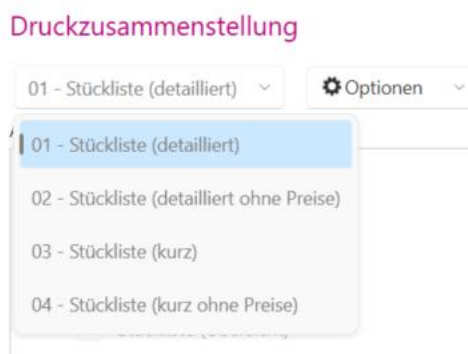 Druckzusammenstellung
01 - Stückliste (detailliert)
Optionen
01 - Stückliste (detailliert)
02 - Stückliste (detailliert ohne Preise)
03 - Stückliste (kurz)
04 - Stückliste (kurz ohne Preise)